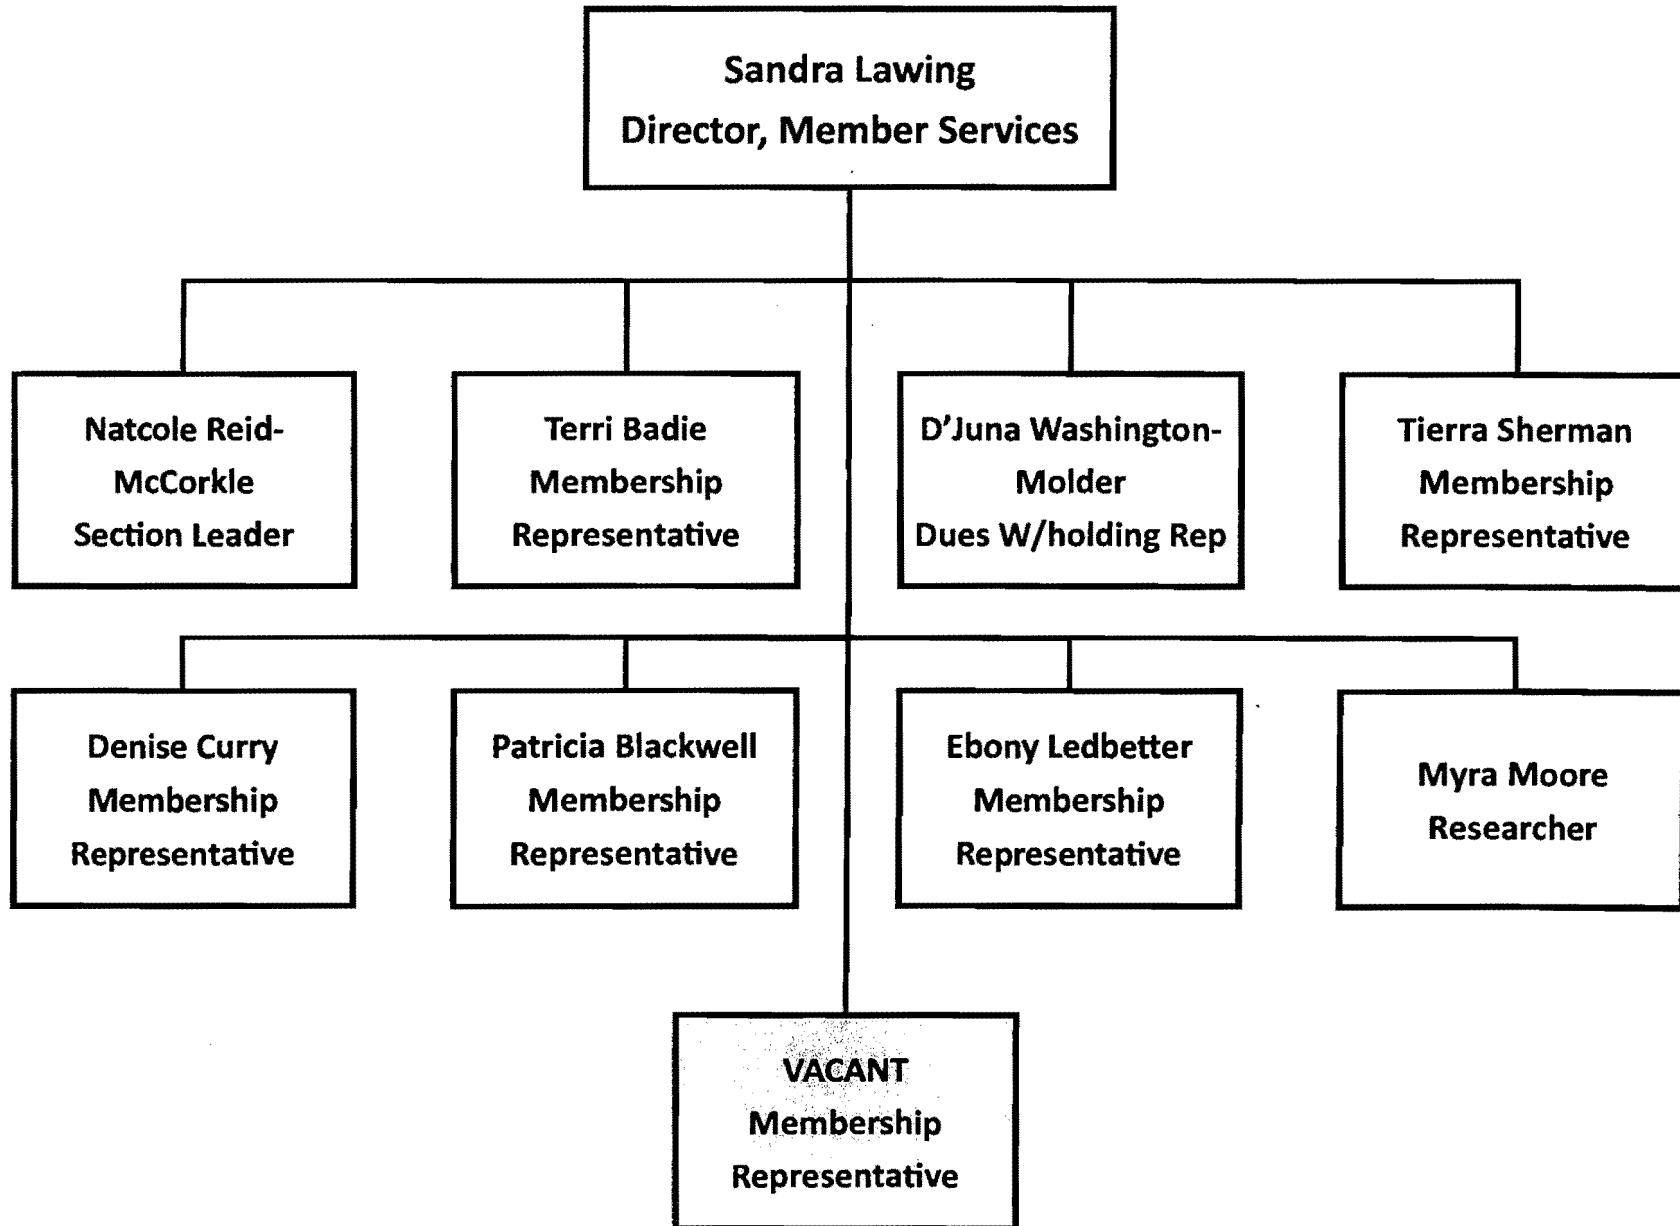 Sandra Lawing
Director, Member Services
Natcole Reid-
McCorkle
Section Leader
Terri Badie
Membership
Representative
D'Juna Washington-
Molder
Dues W/holding Rep
Tierra Sherman
Membership
Representative
Denise Curry
Membership
Representative
Patricia Blackwell
Membership
Representative
Ebony Ledbetter
Membership
Representative
Myra Moore
Researcher
VACANT
Membership
Representative